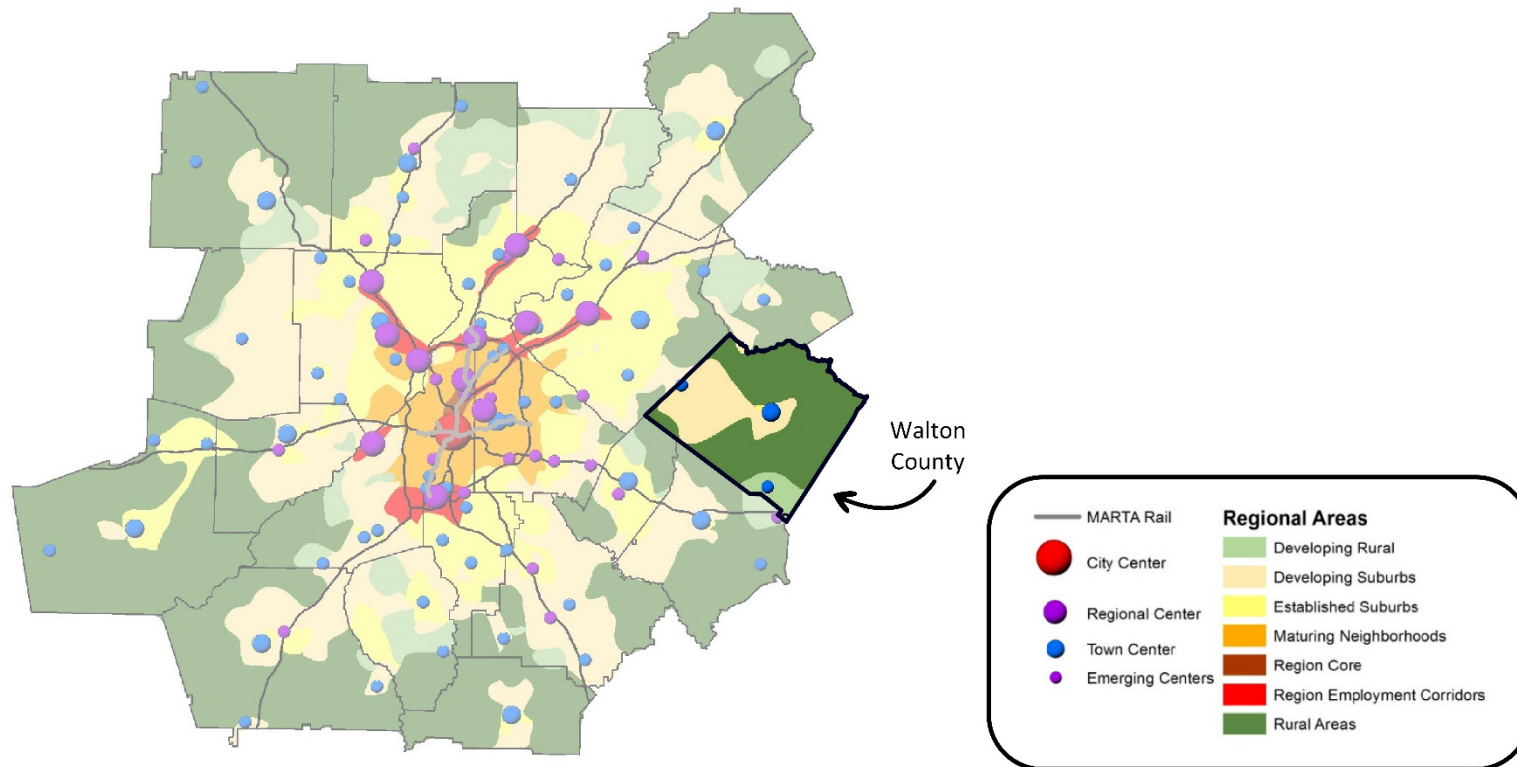 Walton
County
MARTA Rail
City Center
Regional Center
Town Center
Emerging Centers
Regional Areas
Developing Rural
Developing Suburbs
Established Suburbs
Maturing Neighborhoods
Region Core
Region Employment Corridors
Rural Areas